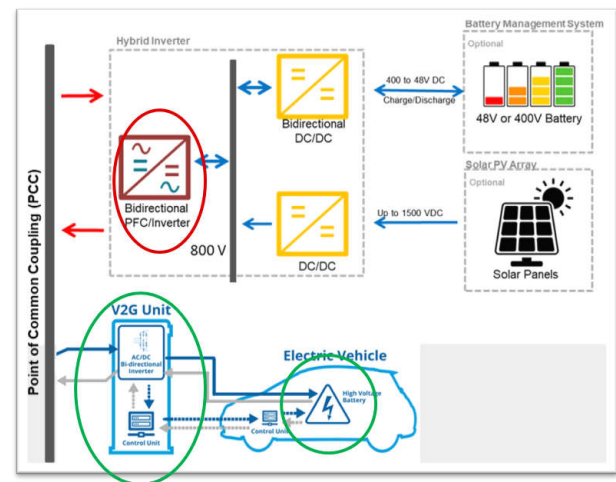 Battery Management System
Optional
48V or 400V Battery
Hybrid Inverter
400 to 48V DC
Charge/Discharge
Bidirectional
DC/DC
Bidirectional
PFC/Inverter
800 V
Solar PV Array
Optional
Up to 1500 VDC
Solar Panels
DC/DC
Point of Common Coupling (PCC)
V2G Unit
AC/DC
Bi-directional
Inverter
Control Unit
Electric Vehicle
High Voltage
Battery
Control Unit